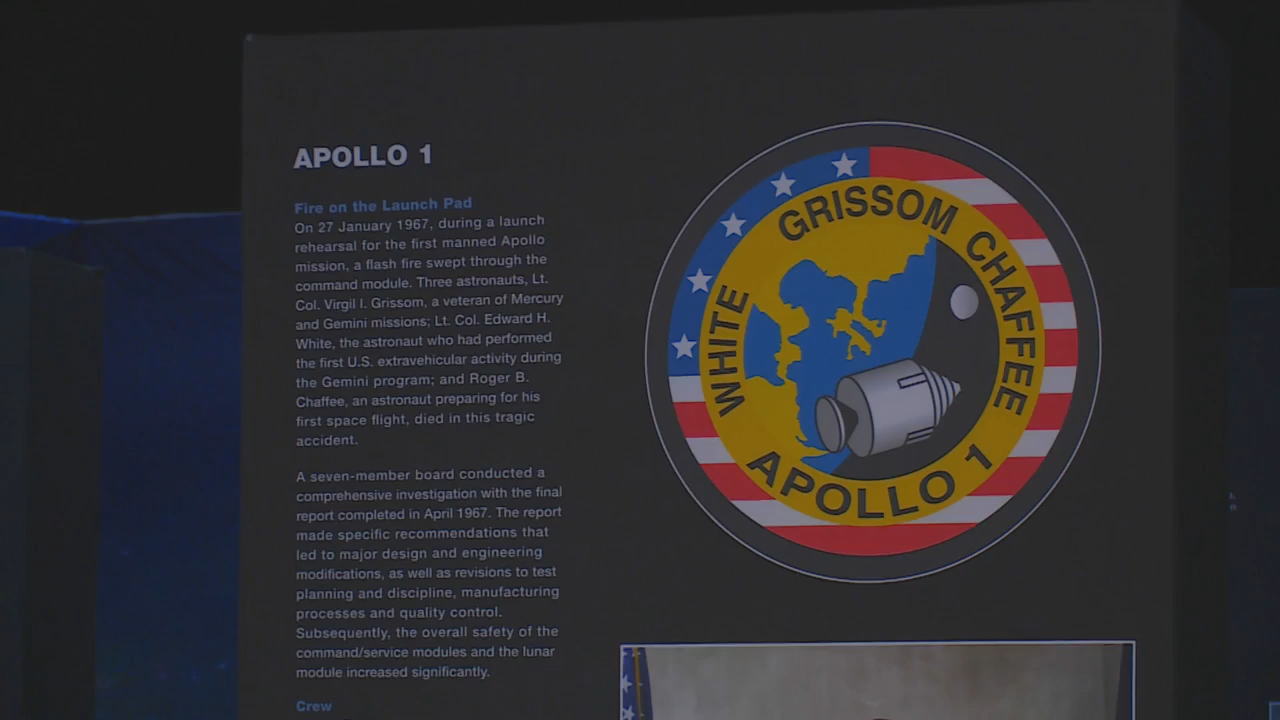 APOLLO 1
Fire on the Launch Pad
On 27 January 1967, during a launch
rehearsal for the first manned Apollo
mission, a flash fire swept through the
command module. Three astronauts, Lt.
Col. Virgil I. Grissom, a veteran of Mercury
and Gemini missions; Lt. Col. Edward H.
White, the astronaut who had performed
the first U.S. extravehicular activity during
the Gemini program; and Roger B.
Chaffee, an astronaut preparing for his
first space flight, died in this tragic
accident.
A seven-member board conducted a
comprehensive investigation with the final
report completed in April 1967. The report
made specific recommendations that
led to major design and engineering
modifications, as well as revisions to test
planning and discipline, manufacturing
processes and quality control.
Subsequently, the overall safety of the
command/service modules and the lunar
module increased significantly.
Crew
WHITE
GRISSOM
CHAFFEE
APOLLO 1